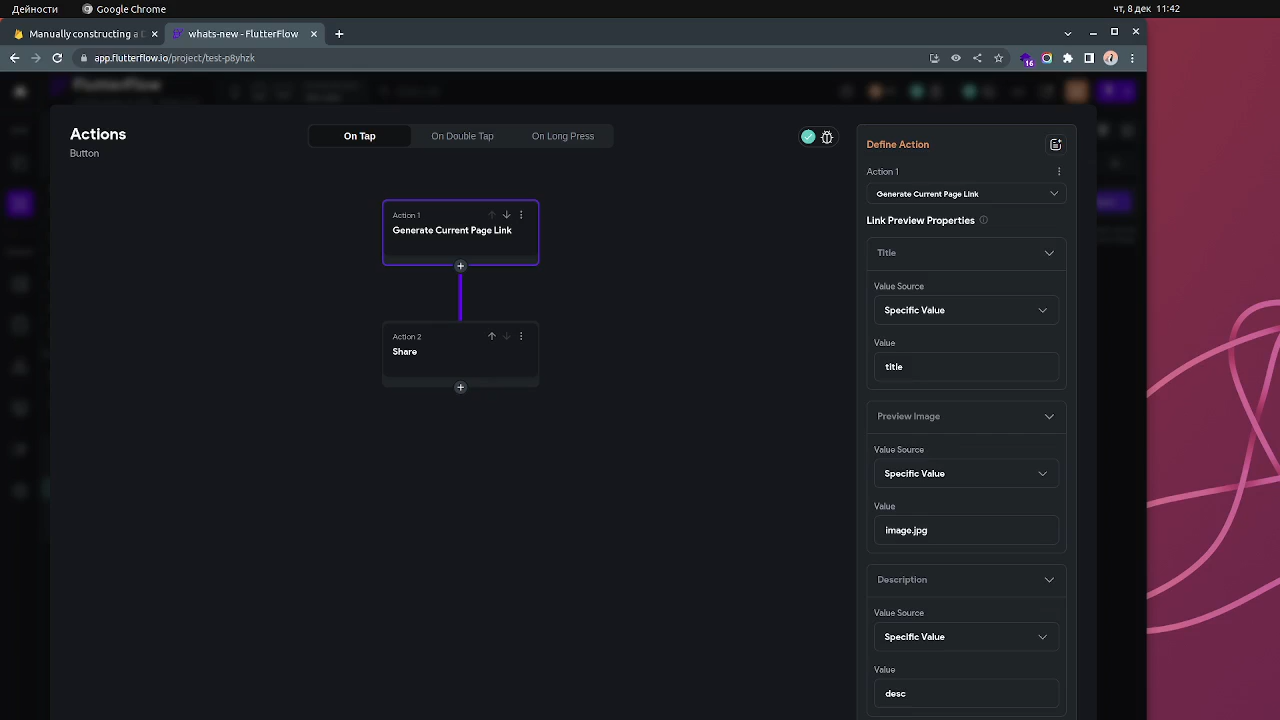 Дейности
Google Chrome
чт, 8 дек 11:42
Manually constructing a D
whats-new - FlutterFlow
app.flutterflow.io/project/test-p8yhzk
16
FlutterFlow
Actions
Button
On Tap
On Double Tap
On Long Press
Define Action
Action 1
Generate Current Page Link
Action 1
Generate Current Page Link
Link Preview Properties
Title
Value Source
Specific Value
Value
title
Action 2
Share
Preview Image
Value Source
Specific Value
Value
image.jpg
Description
Value Source
Specific Value
Value
desc